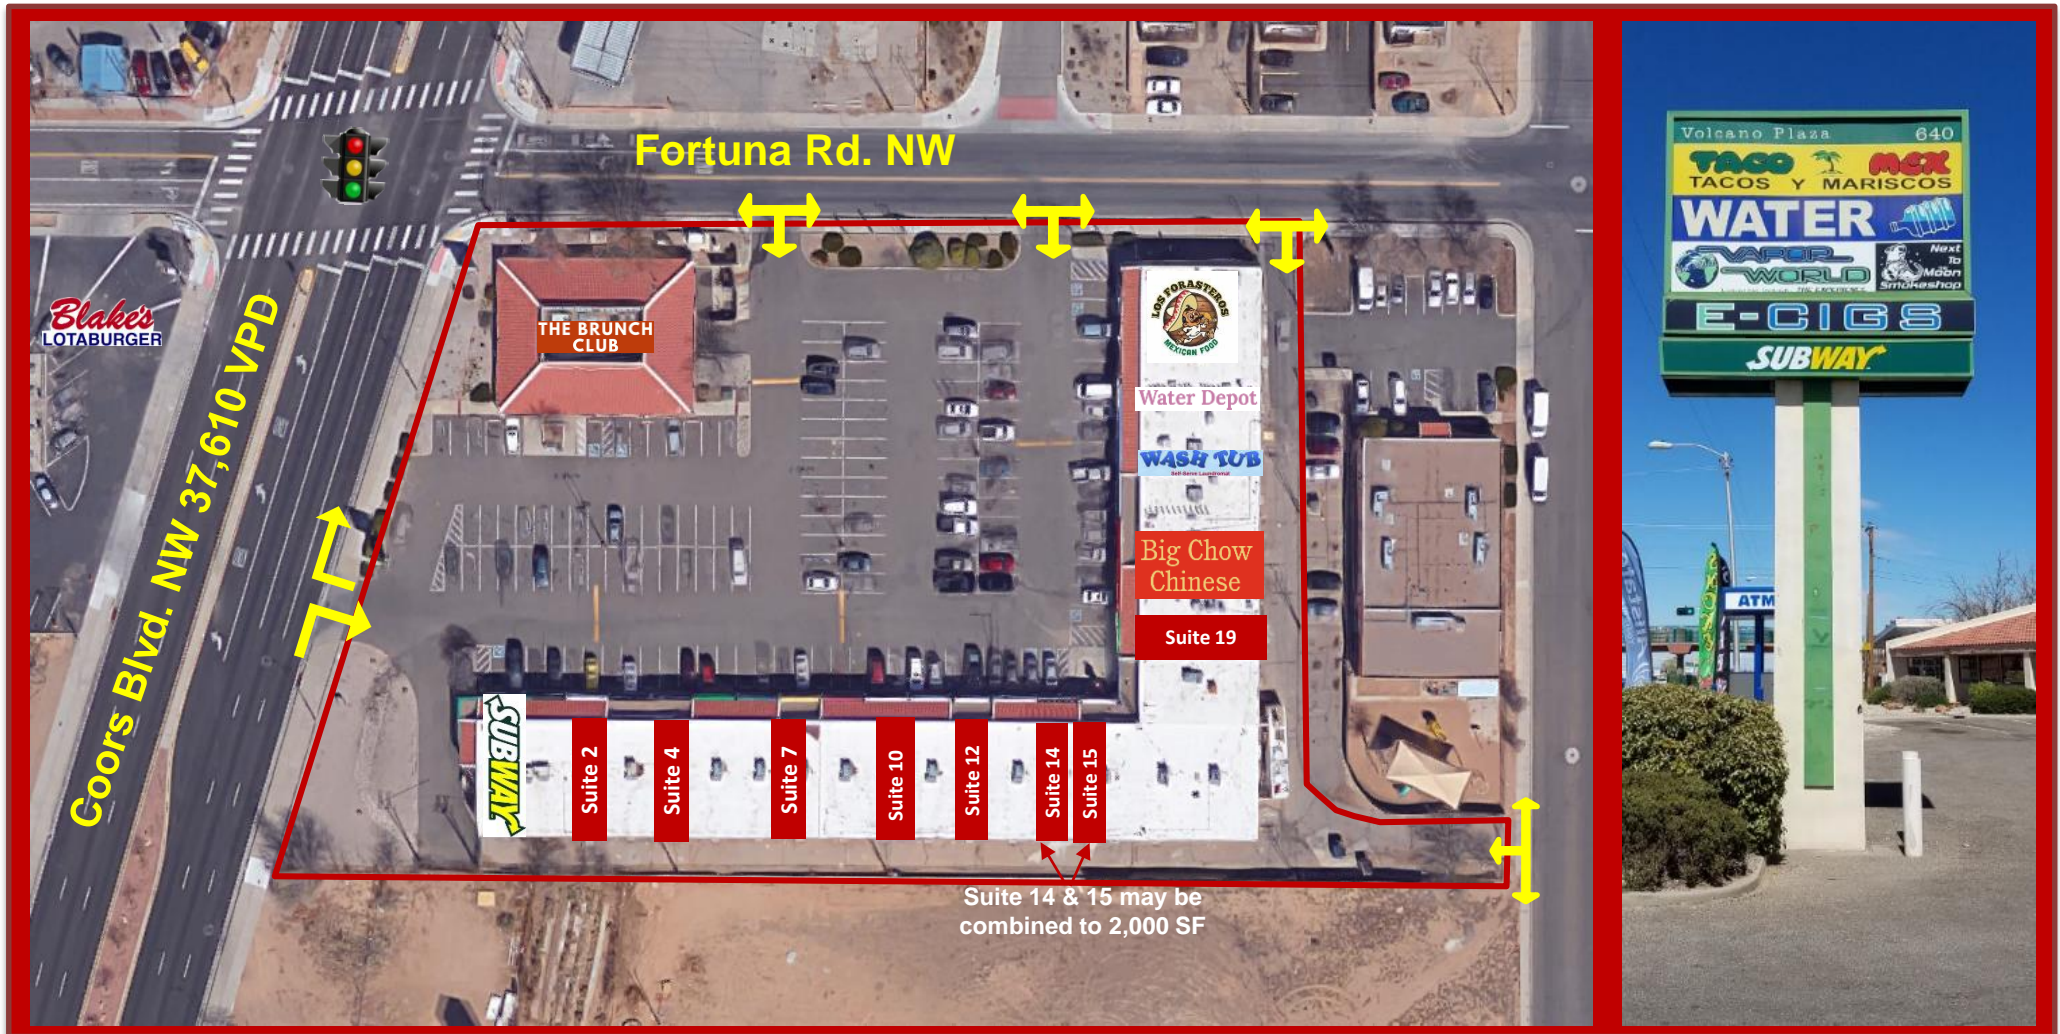 Fortuna Rd. NW
Coors Blvd. NW 37,610 VPD
Blake's
LOTABURGER
THE BRUNCH
CLUB
LOS FORASTEROS
MEXICAN FOOD
Water Depot
WASH TUB
Self-Serve Laundromat
Big Chow
Chinese
Suite 19
SUBWAY
Suite 2
Suite 4
Suite 7
Suite 10
Suite 12
Suite 14
Suite 15
Suite 14 & 15 may be
combined to 2,000 SF
Volcano Plaza 640
TACO MEX
TACOS Y MARISCOS
WATER
VAPOR
WORLD
Next
To
Moon
Smokeshop
E-CIGS
SUBWAY
ATM